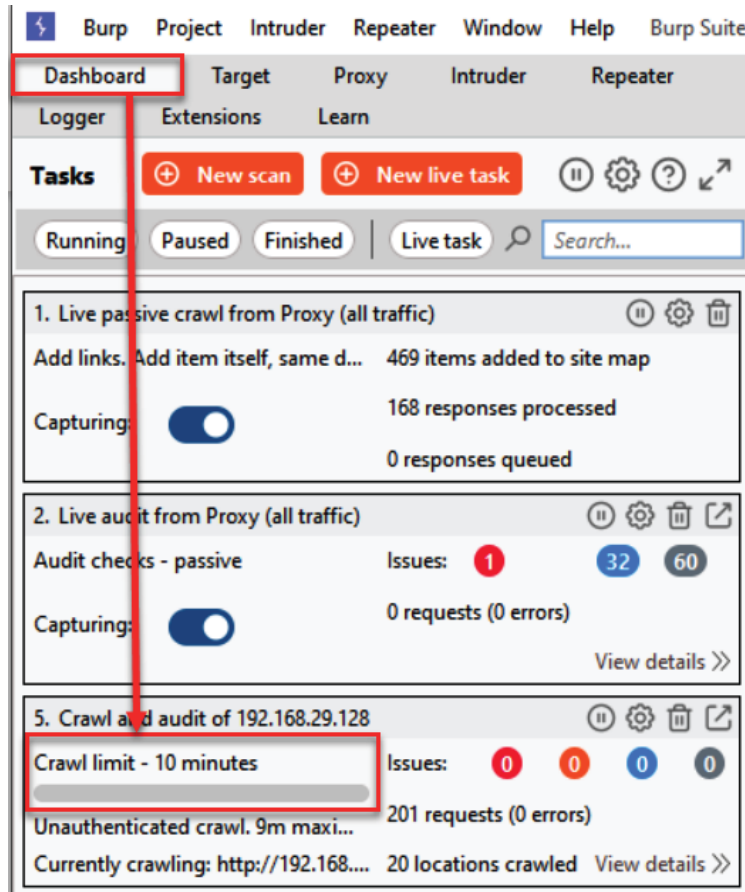 Burp Project Intruder Repeater Window Help Burp Suite
Dashboard Target Proxy Intruder Repeater
Logger Extensions Learn
Tasks New scan New live task
Running Paused Finished Live task Search...
1. Live passive crawl from Proxy (all traffic)
Add links. Add item itself, same d... 469 items added to site map
168 responses processed
Capturing:
0 responses queued
2. Live audit from Proxy (all traffic)
Audit checks - passive Issues: 1 32 60
0 requests (0 errors)
Capturing:
View details
5. Crawl and audit of 192.168.29.128
Crawl limit - 10 minutes Issues: 0 0 0 0
201 requests (0 errors)
Unauthenticated crawl. 9m maxi...
Currently crawling: http://192.168.... 20 locations crawled View details